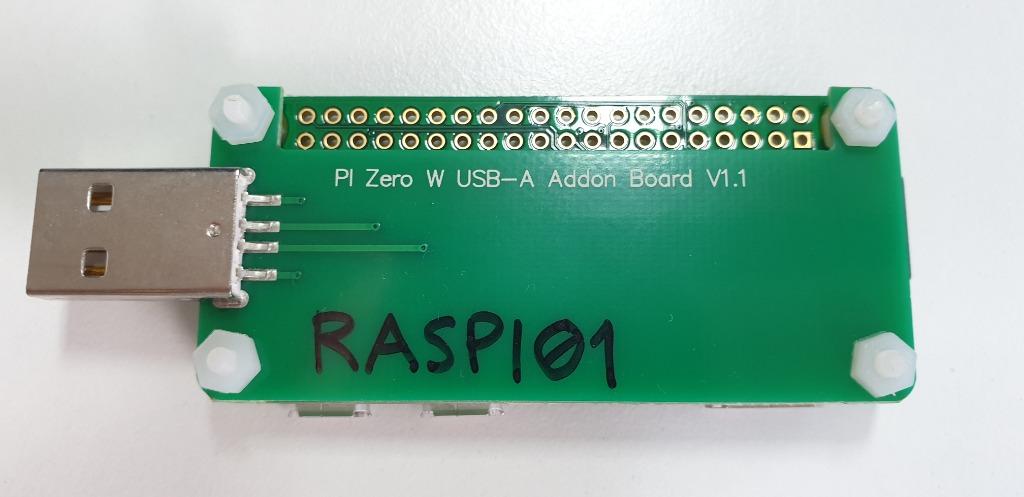 PI Zero W USB-A Addon Board V1.1
RASPI01